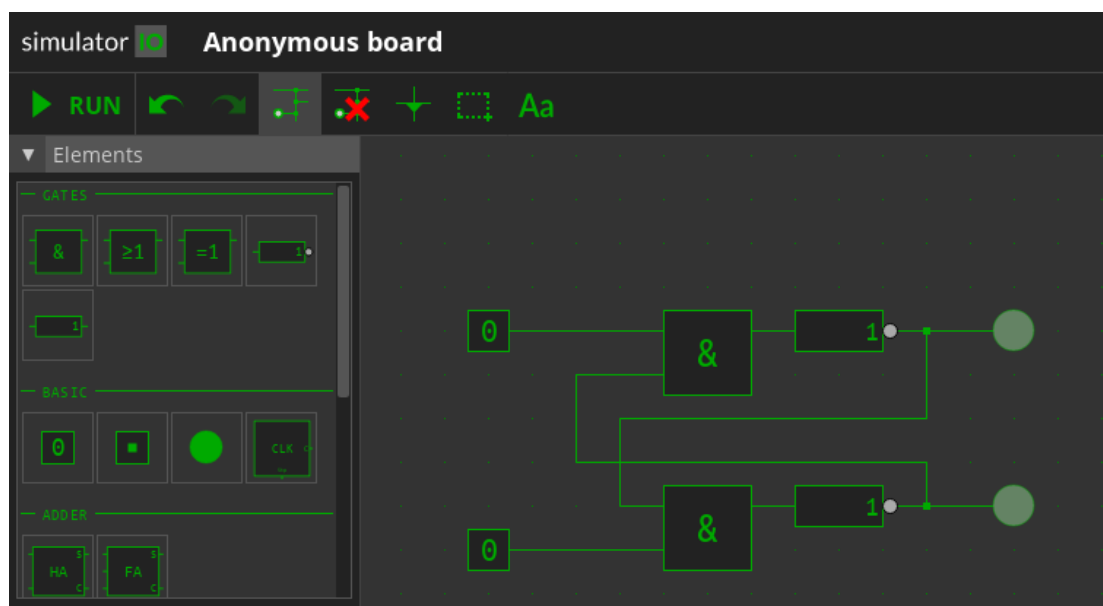 simulator IO Anonymous board
RUN Aa
▼ Elements
GATES
& ≥1 =1 1
1
BASIC
0 CLK
ADDER
S S
HA FA
C C
0 & 1
& 1
0